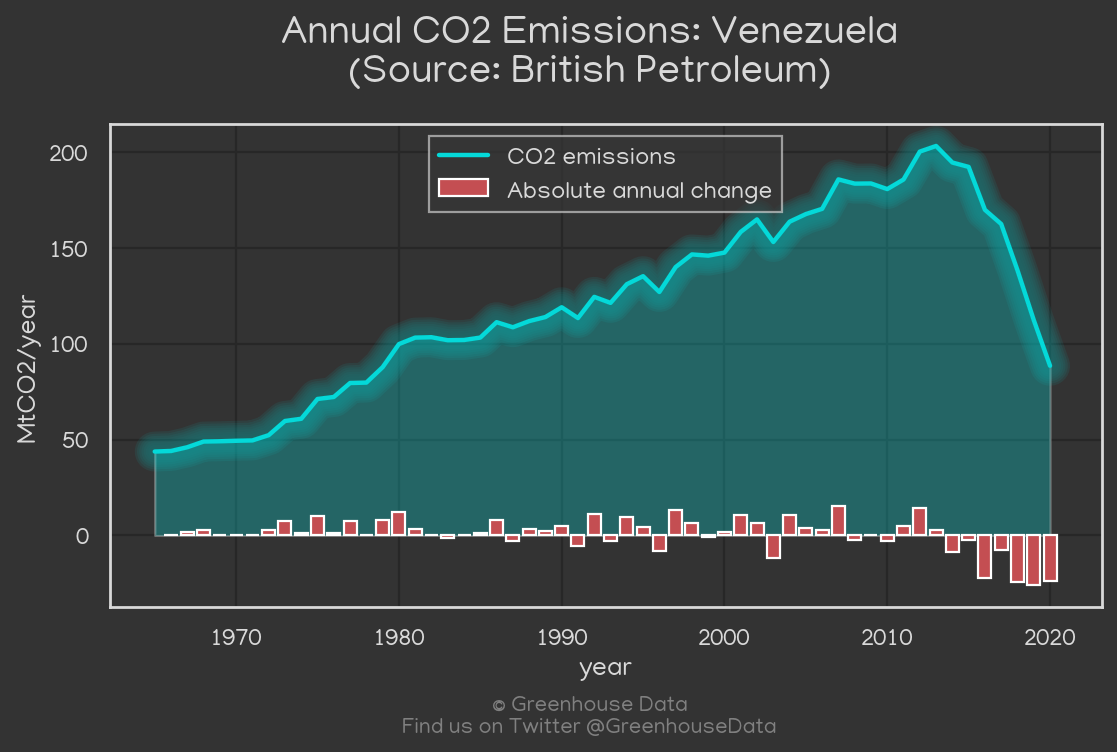 Annual CO2 Emissions: Venezuela
(Source: British Petroleum)
CO2 emissions
Absolute annual change
200
150
100
50
0
MtCO2/year
1970 1980 1990 2000 2010 2020
year
© Greenhouse Data
Find us on Twitter @GreenhouseData